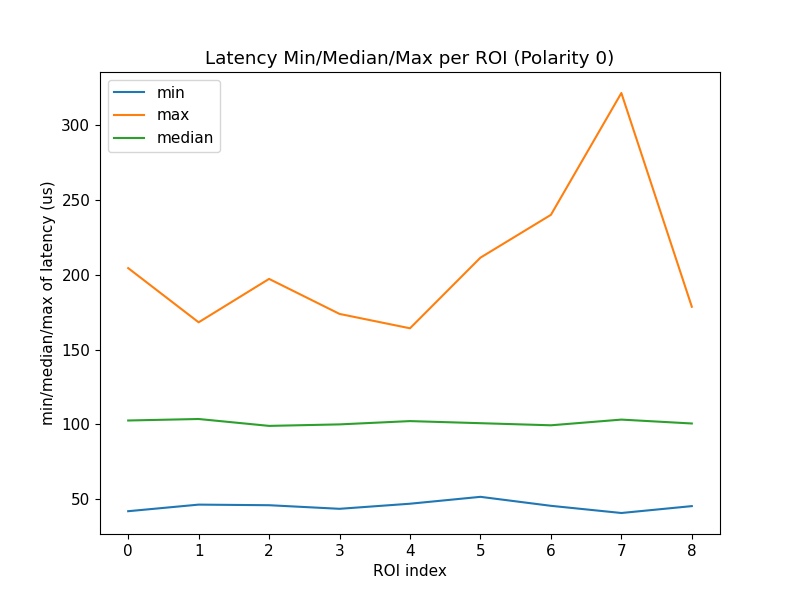 Latency Min/Median/Max per ROI (Polarity 0)
min
max
median
min/median/max of latency (us)
300
250
200
150
100
50
0 1 2 3 4 5 6 7 8
ROI index